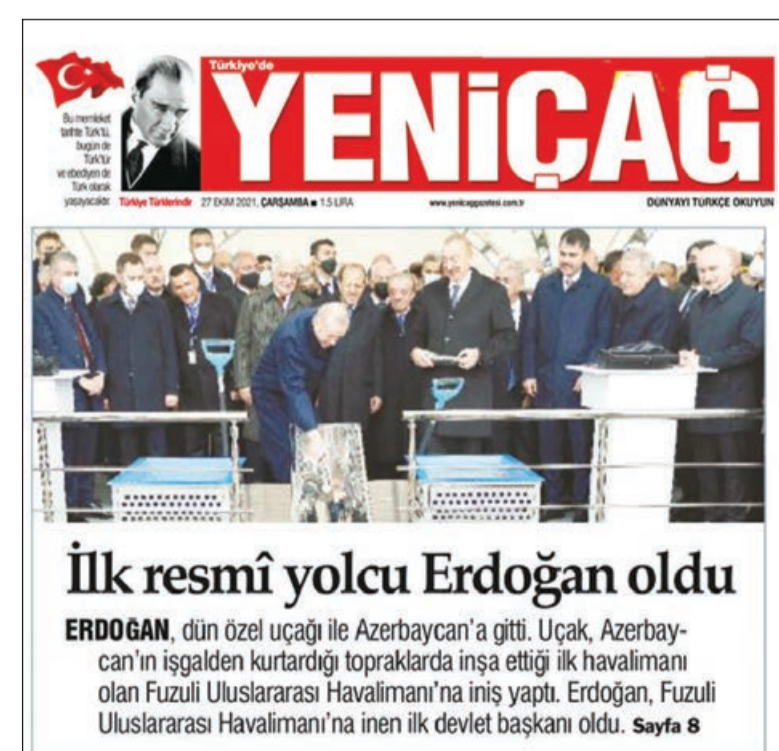 Türkiye'de
YENİÇAĞ
Bu memleket
tarihte Türk'tü,
bugün de
Türk'tür
ve ebediyen de
Türk olarak
yaşayacaktır.
Türkiye Türklerindir 27 EKİM 2021, ÇARŞAMBA ■ 1.5 LİRA www.yenicaggazetesi.com.tr DÜNYAYI TÜRKÇE OKUYUN
İlk resmî yolcu Erdoğan oldu
ERDOĞAN, dün özel uçağı ile Azerbaycan'a gitti. Uçak, Azerbay-
can'ın işgalden kurtardığı topraklarda inşa ettiği ilk havalimanı
olan Fuzuli Uluslararası Havalimanı'na iniş yaptı. Erdoğan, Fuzuli
Uluslararası Havalimanı'na inen ilk devlet başkanı oldu. Sayfa 8